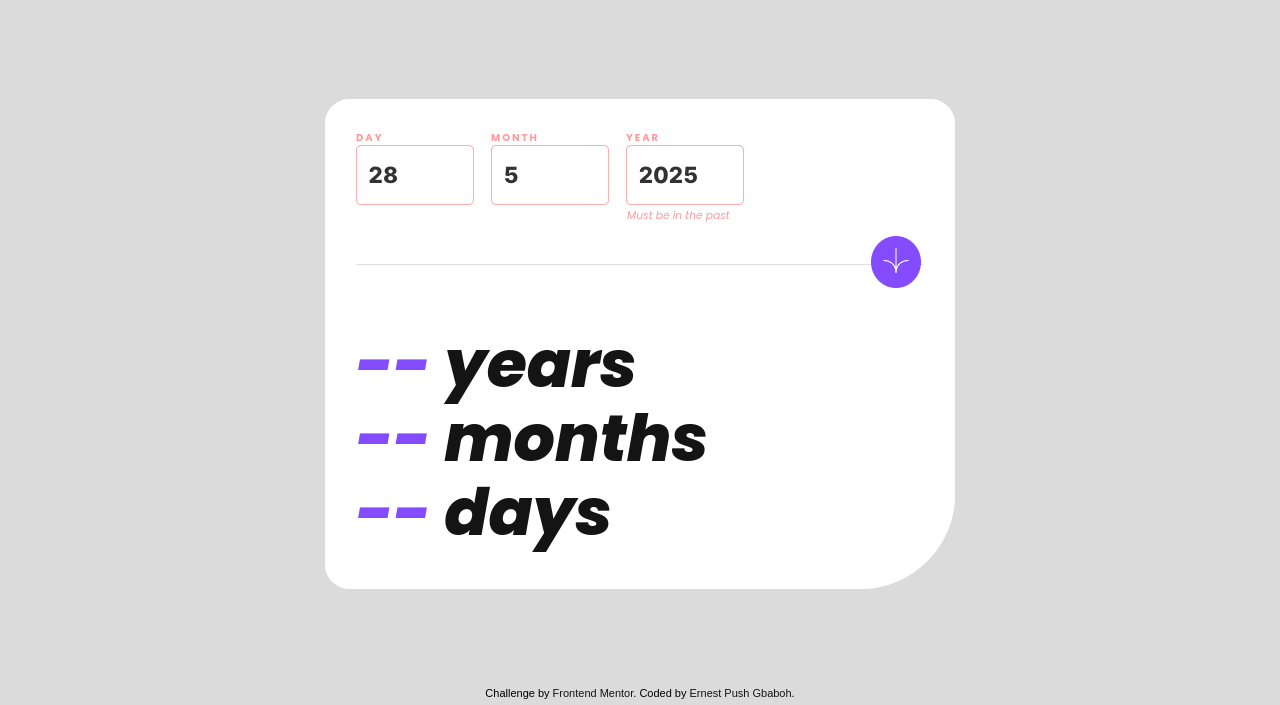 DAY MONTH YEAR
28 5 2025
Must be in the past
-- years
-- months
-- days
Challenge by Frontend Mentor. Coded by Ernest Push Gbaboh.